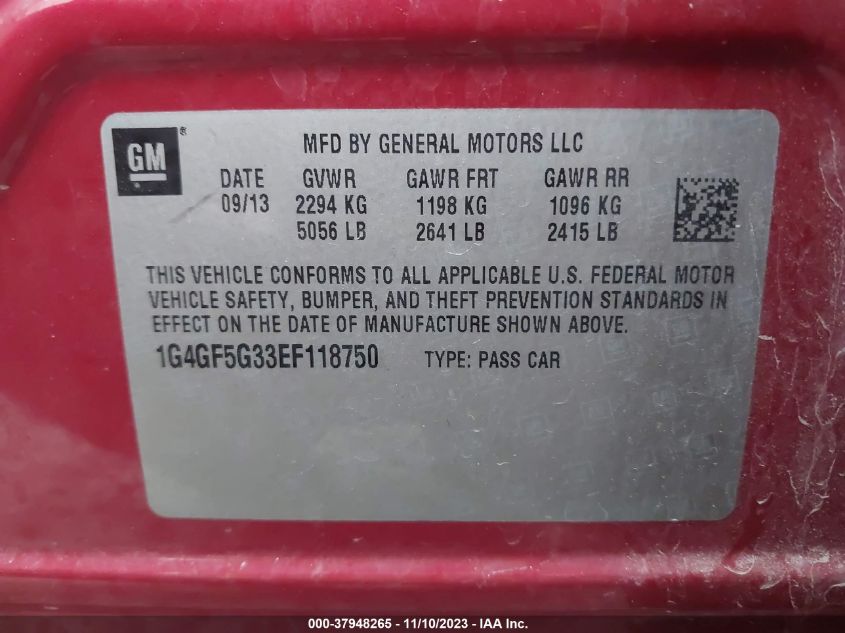 GM®
MFD BY GENERAL MOTORS LLC
DATE GVWR GAWR FRT GAWR RR
09/13 2294 KG 1198 KG 1096 KG
5056 LB 2641 LB 2415 LB
THIS VEHICLE CONFORMS TO ALL APPLICABLE U.S. FEDERAL MOTOR
VEHICLE SAFETY, BUMPER, AND THEFT PREVENTION STANDARDS IN
EFFECT ON THE DATE OF MANUFACTURE SHOWN ABOVE.
1G4GF5G33EF118750 TYPE: PASS CAR
000-37948265 - 11/10/2023 - IAA Inc.